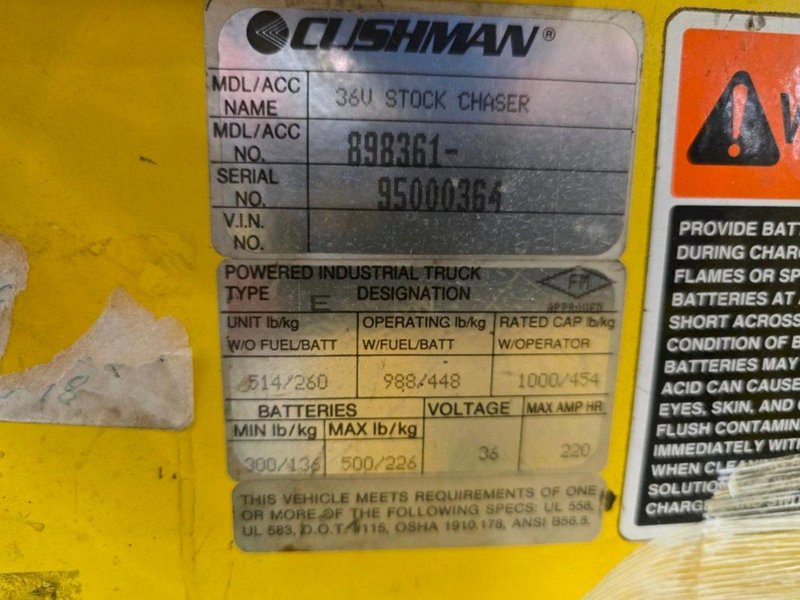 CUSHMAN®
MDL/ACC NAME 36V STOCK CHASER
MDL/ACC NO. 898361-
SERIAL NO. 95000364
V.I.N. NO.
POWERED INDUSTRIAL TRUCK
TYPE E DESIGNATION
FM
APPROVED
UNIT lb/kg OPERATING lb/kg RATED CAP lb/kg
W/O FUEL/BATT W/FUEL/BATT W/OPERATOR
514/260 988/448 1000/454
BATTERIES VOLTAGE MAX AMP HR
MIN lb/kg MAX lb/kg
300/136 500/226 36 220
THIS VEHICLE MEETS REQUIREMENTS OF ONE
OR MORE OF THE FOLLOWING SPECS: UL 558,
UL 583, D.O.T. #115, OSHA 1910.178, ANSI B56.8.
18
PROVIDE BATT
DURING CHAR
FLAMES OR SP
BATTERIES AT
SHORT ACROSS
CONDITION OF B
BATTERIES MAY
ACID CAN CAUSE
EYES, SKIN, AND
FLUSH CONTAMIN
IMMEDIATELY WIT
WHEN CLEAN
SOLUTIO
CHARG